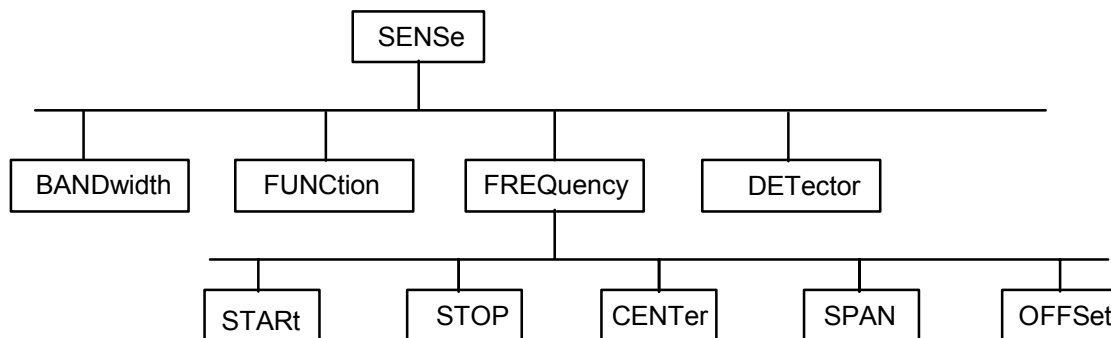 SENSe
BANDwidth
FUNCtion
FREQuency
DETector
STARt
STOP
CENTer
SPAN
OFFSet